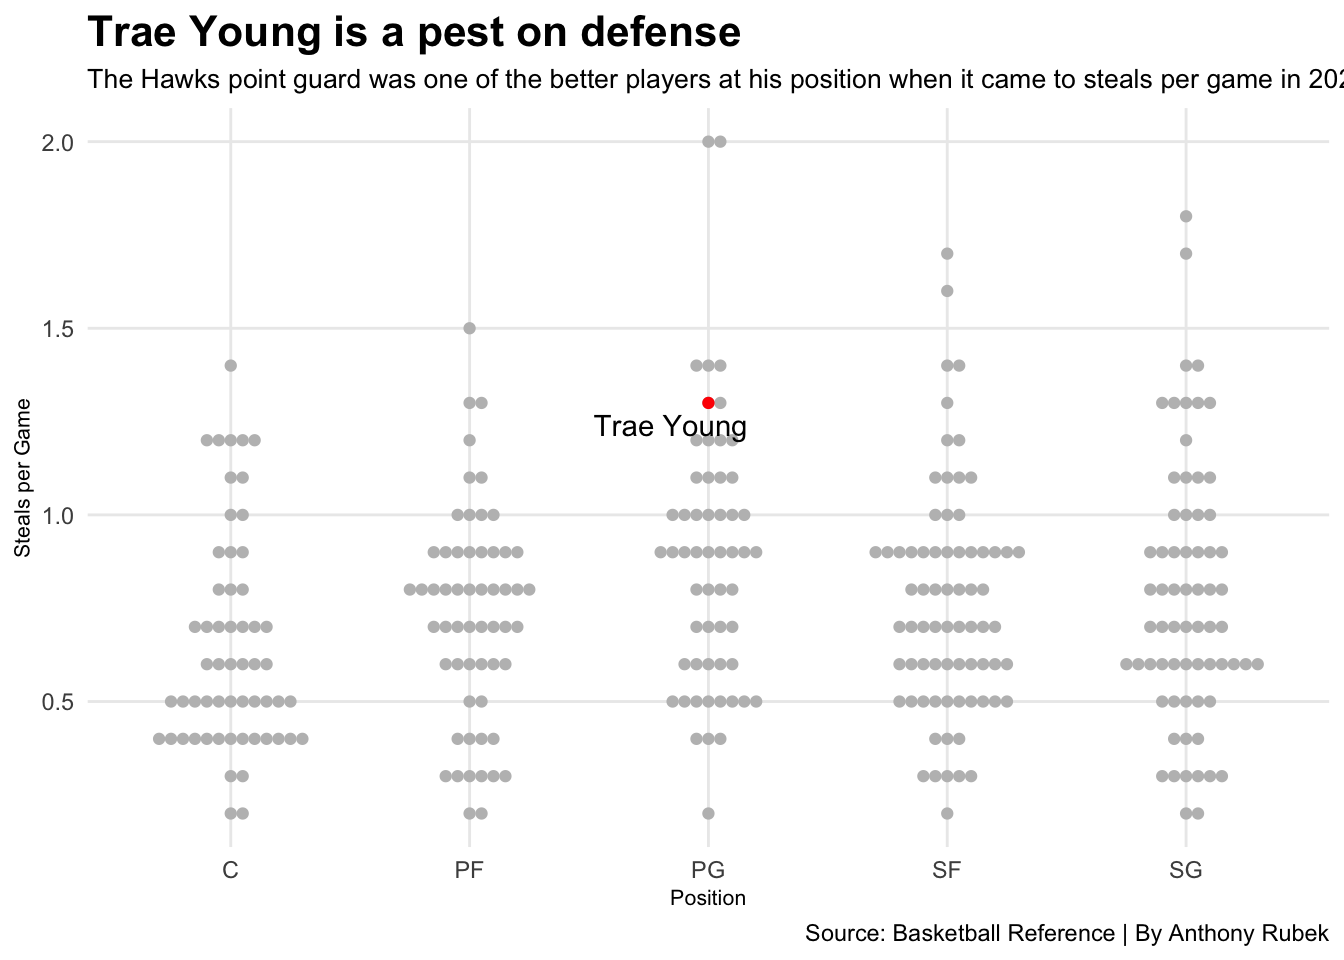 Trae Young is a pest on defense
The Hawks point guard was one of the better players at his position when it came to steals per game in 202
2.0
1.5
1.0
0.5
Steals per Game
Trae Young
C PF PG SF SG
Position
Source: Basketball Reference | By Anthony Rubek